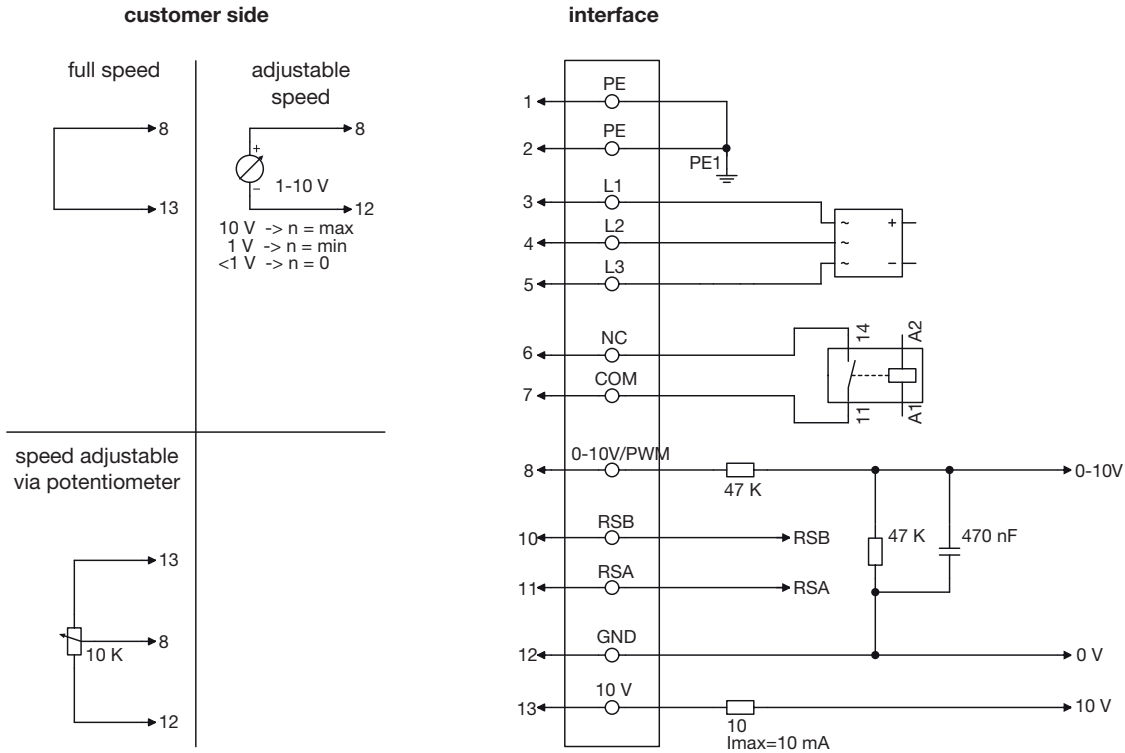 customer side
interface
full speed
8
13
adjustable
speed
8
+
−
1-10 V
12
10 V -> n = max
1 V -> n = min
<1 V -> n = 0
speed adjustable
via potentiometer
13
8
10 K
12
1
PE
2
PE
PE1
3
L1
~
+
4
L2
~
5
L3
~
−
6
NC
14
A2
7
COM
11
A1
8
0-10V/PWM
47 K
0-10V
10
RSB
RSB
47 K
470 nF
11
RSA
RSA
12
GND
0 V
13
10 V
10
Imax=10 mA
10 V